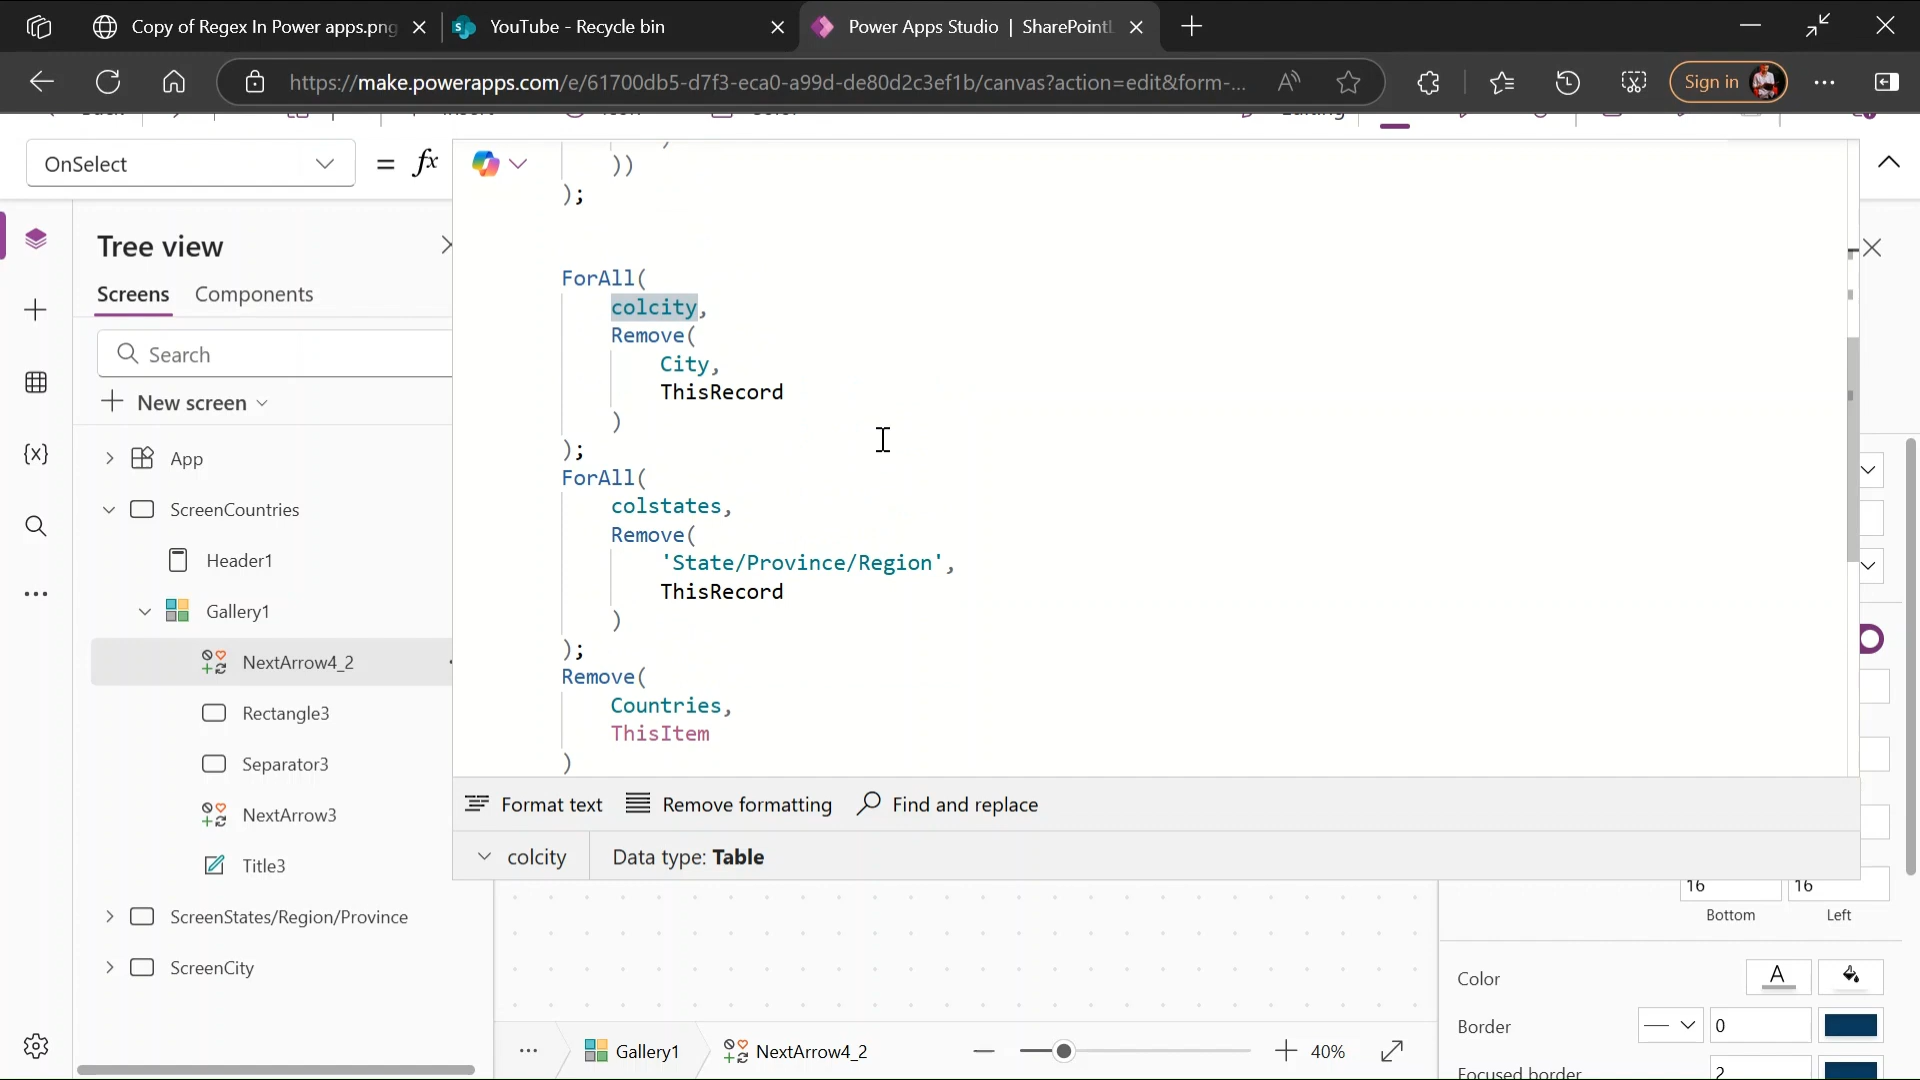 Copy of Regex In Power apps.png
YouTube - Recycle bin
Power Apps Studio | SharePointL
https://make.powerapps.com/e/61700db5-d7f3-eca0-a99d-de80d2c3ef1b/canvas?action=edit&form-...
Sign in
Editing
OnSelect
= fx
))
);
ForAll(
colcity,
Remove(
City,
ThisRecord
)
);
ForAll(
colstates,
Remove(
'State/Province/Region',
ThisRecord
)
);
Remove(
Countries,
ThisItem
)
Format text
Remove formatting
Find and replace
colcity
Data type: Table
Tree view
Screens
Components
Search
New screen
App
ScreenCountries
Header1
Gallery1
NextArrow4_2
Rectangle3
Separator3
NextArrow3
Title3
ScreenStates/Region/Province
ScreenCity
16
16
Bottom
Left
Color
Border
0
Focused border
2
Gallery1
NextArrow4_2
40%